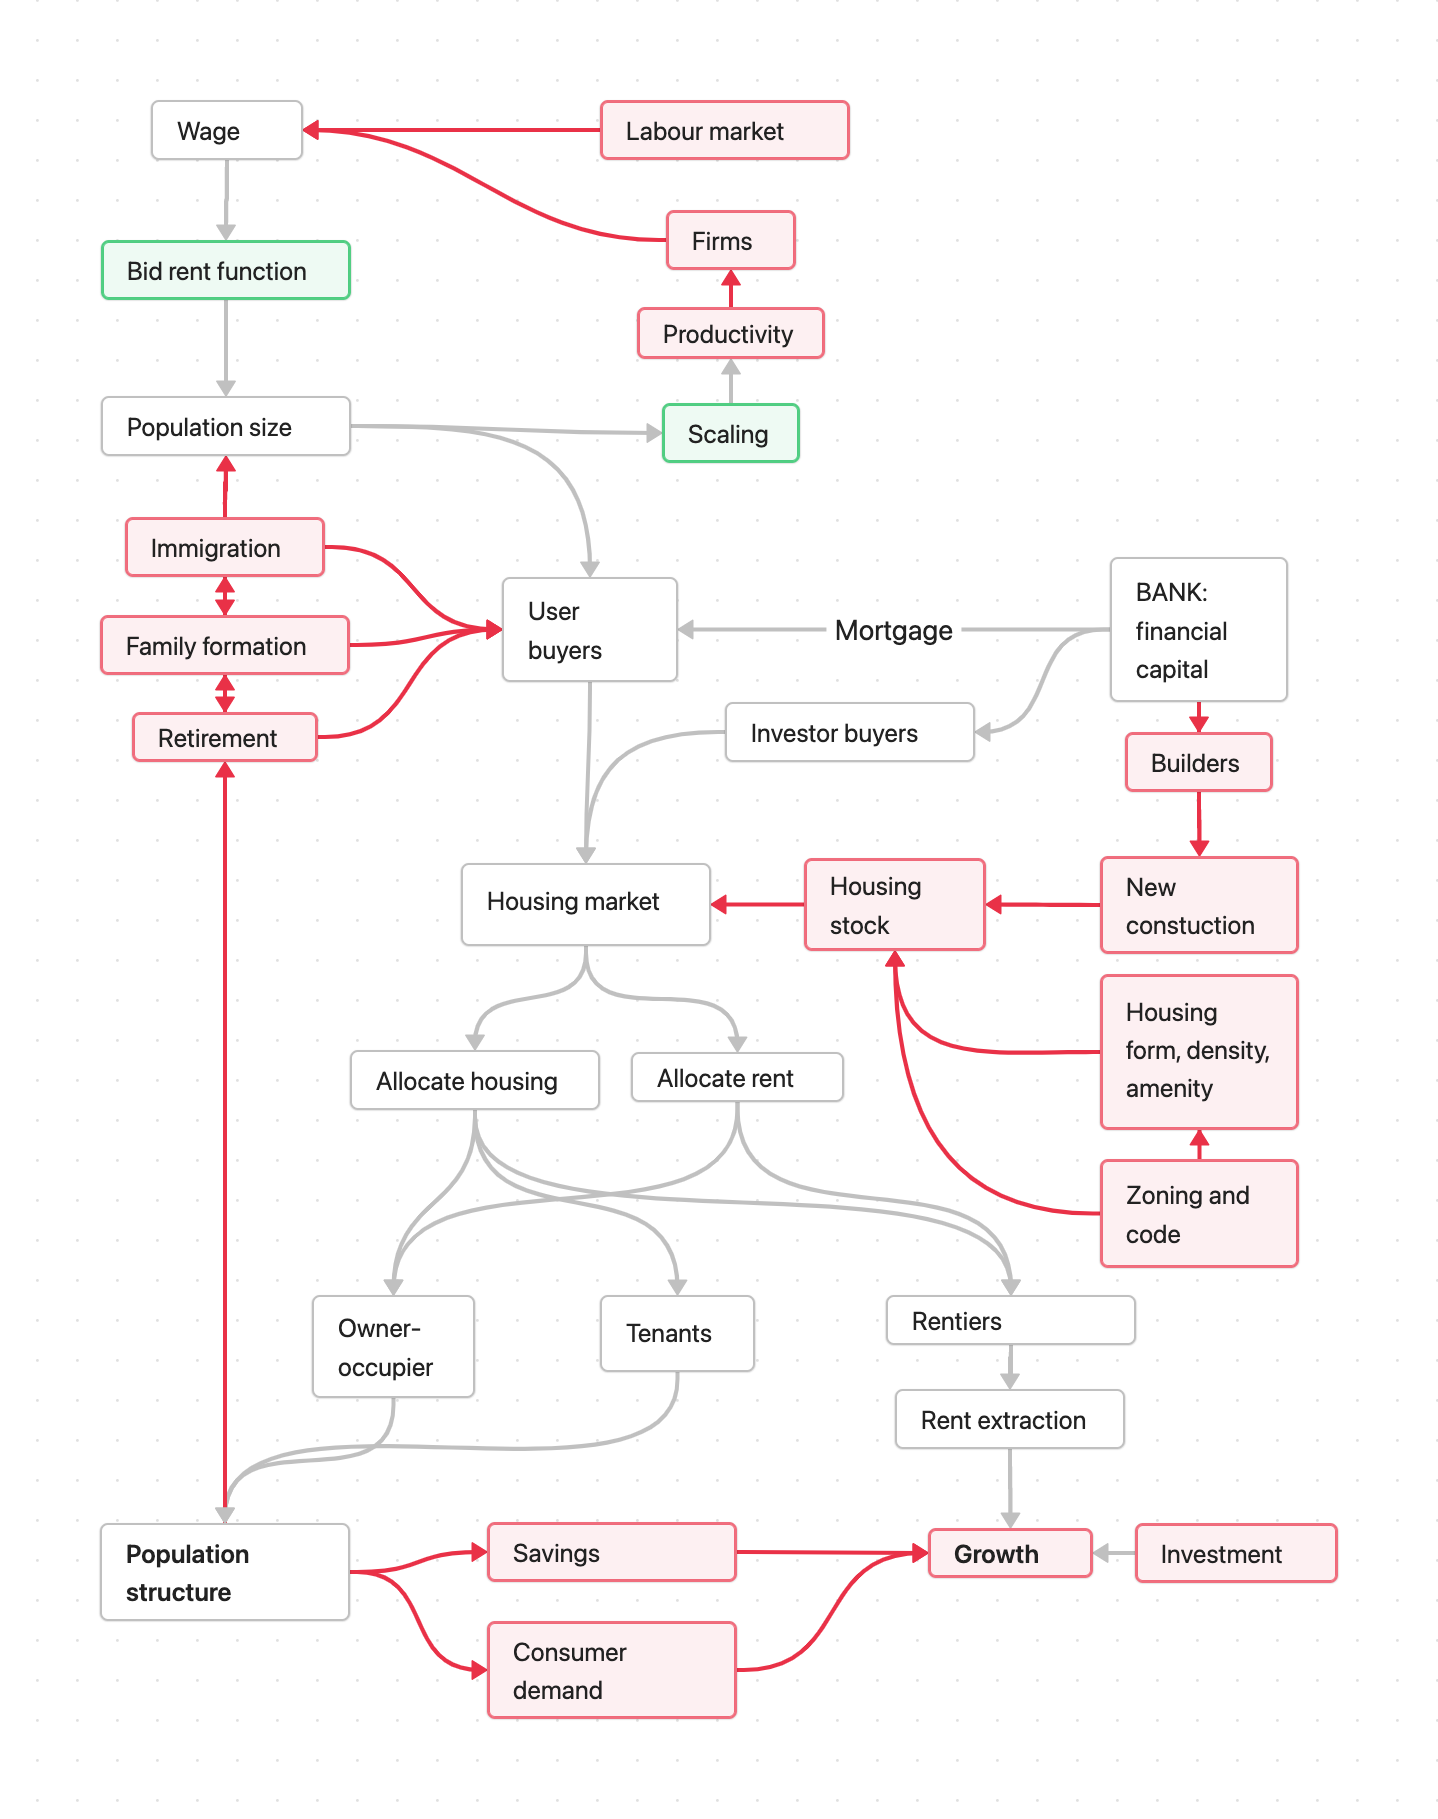 Wage
Labour market
Firms
Bid rent function
Productivity
Population size
Scaling
Immigration
Family formation
Retirement
User
buyers
Mortgage
BANK:
financial
capital
Investor buyers
Builders
Housing market
Housing
stock
New
constuction
Housing
form, density,
amenity
Allocate housing
Allocate rent
Zoning and
code
Owner-
occupier
Tenants
Rentiers
Rent extraction
Population
structure
Savings
Growth
Investment
Consumer
demand